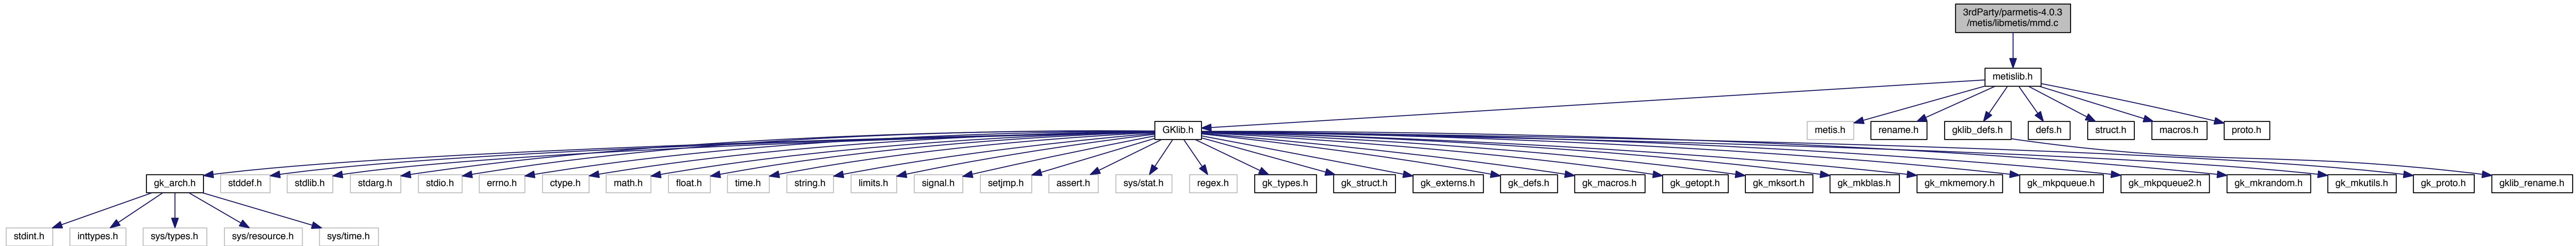 3rdParty/parmetis-4.0.3
/metis/libmetis/mmd.c
metislib.h
GKlib.h
metis.h
rename.h
gklib_defs.h
defs.h
struct.h
macros.h
proto.h
gk_arch.h
stddef.h
stdlib.h
stdarg.h
stdio.h
errno.h
ctype.h
math.h
float.h
time.h
string.h
limits.h
signal.h
setjmp.h
assert.h
sys/stat.h
regex.h
gk_types.h
gk_struct.h
gk_externs.h
gk_defs.h
gk_macros.h
gk_getopt.h
gk_mksort.h
gk_mkblas.h
gk_mkmemory.h
gk_mkpqueue.h
gk_mkpqueue2.h
gk_mkrandom.h
gk_mkutils.h
gk_proto.h
gklib_rename.h
stdint.h
inttypes.h
sys/types.h
sys/resource.h
sys/time.h